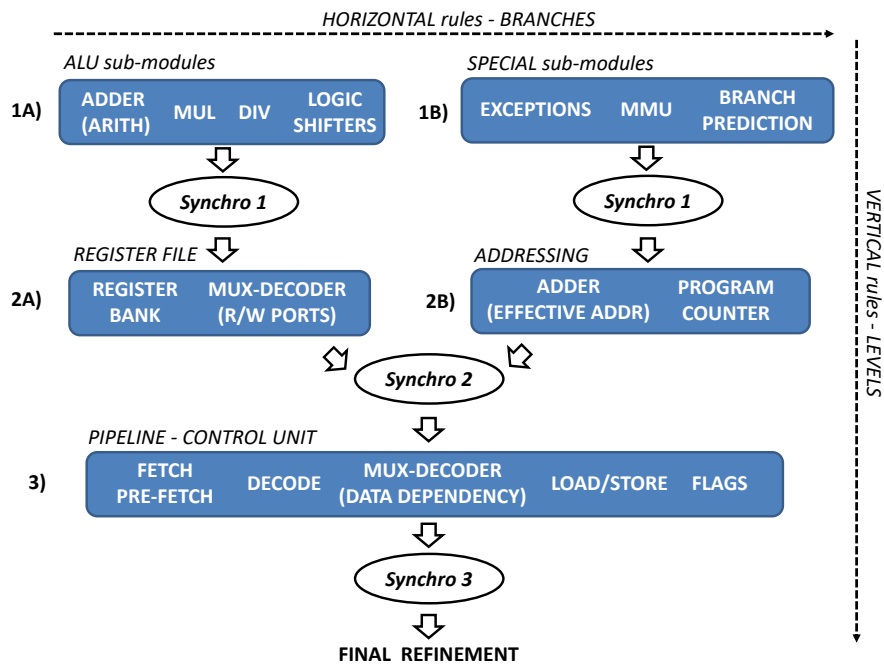 HORIZONTAL rules - BRANCHES
ALU sub-modules
SPECIAL sub-modules
1A)
ADDER
(ARITH)
MUL
DIV
LOGIC
SHIFTERS
1B)
EXCEPTIONS
MMU
BRANCH
PREDICTION
Synchro 1
Synchro 1
REGISTER FILE
ADDRESSING
2A)
REGISTER
BANK
MUX-DECODER
(R/W PORTS)
2B)
ADDER
(EFFECTIVE ADDR)
PROGRAM
COUNTER
VERTICAL rules - LEVELS
Synchro 2
PIPELINE - CONTROL UNIT
3)
FETCH
PRE-FETCH
DECODE
MUX-DECODER
(DATA DEPENDENCY)
LOAD/STORE
FLAGS
Synchro 3
FINAL REFINEMENT